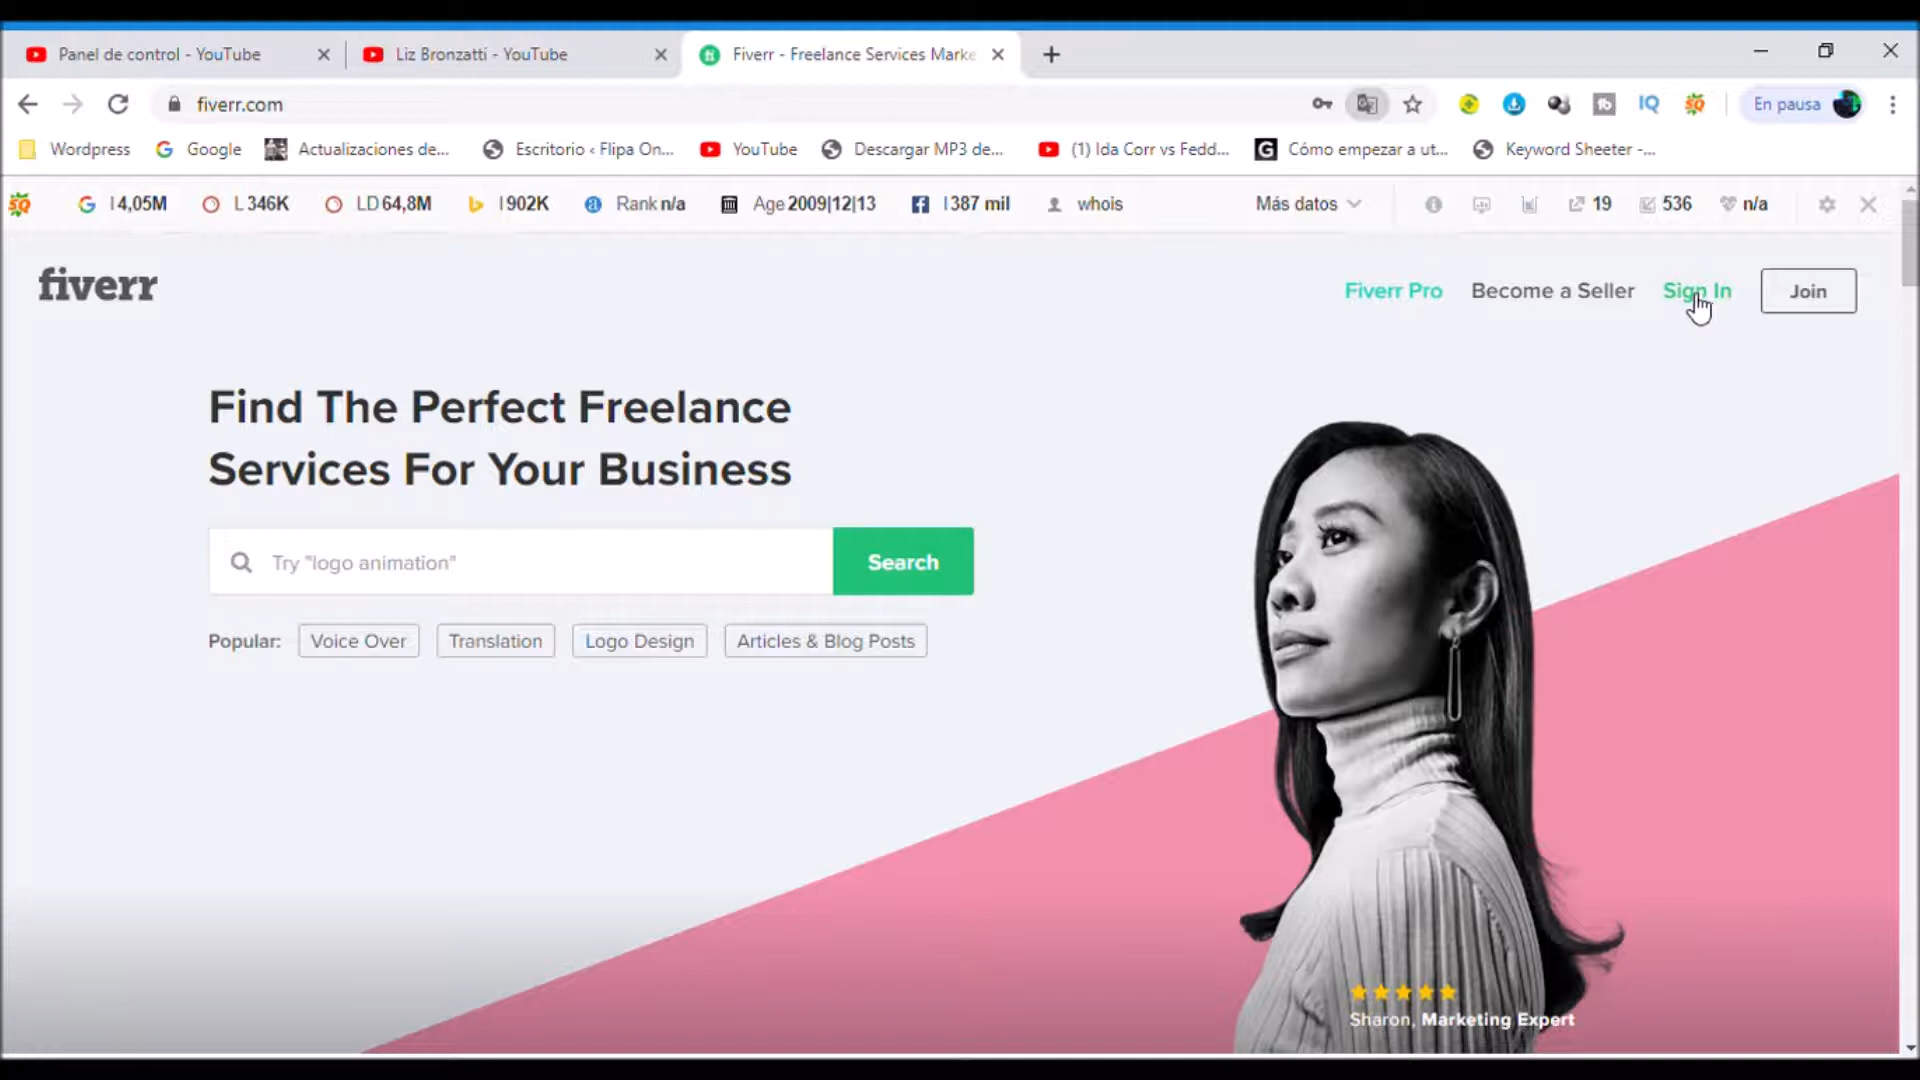 Panel de control - YouTube
Liz Bronzatti - YouTube
Fiverr - Freelance Services Marke
fiverr.com
En pausa
Wordpress
Google
Actualizaciones de...
Escritorio ‹ Flipa On...
YouTube
Descargar MP3 de...
(1) Ida Corr vs Fedd...
Cómo empezar a ut...
Keyword Sheeter -...
I 4,05M
L 346K
LD 64,8M
I 902K
Rank n/a
Age 2009|12|13
I 387 mil
whois
Más datos
19
536
n/a
fiverr
Fiverr Pro
Become a Seller
Sign In
Join
Find The Perfect Freelance
Services For Your Business
Try "logo animation"
Search
Popular:
Voice Over
Translation
Logo Design
Articles & Blog Posts
Sharon, Marketing Expert